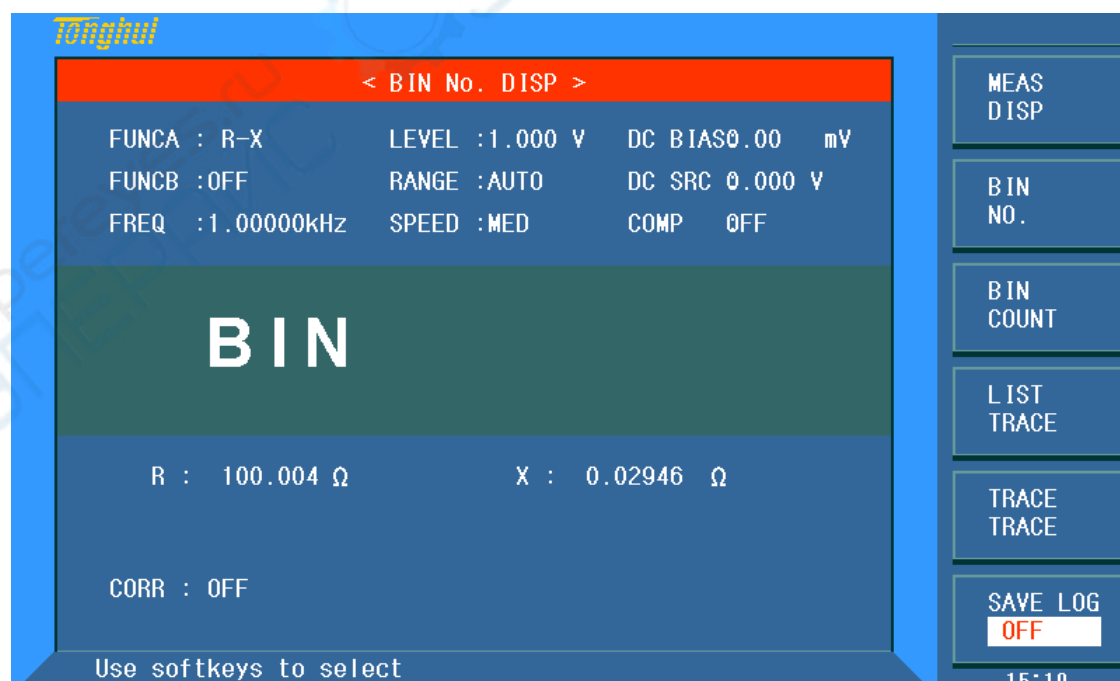 Tonghui
< BIN No. DISP >
FUNCA : R-X LEVEL :1.000 V DC BIAS0.00 mV
FUNCB :OFF RANGE :AUTO DC SRC 0.000 V
FREQ :1.00000kHz SPEED :MED COMP OFF
BIN
R : 100.004 Ω X : 0.02946 Ω
CORR : OFF
Use softkeys to select
MEAS
DISP
BIN
NO.
BIN
COUNT
LIST
TRACE
TRACE
TRACE
SAVE LOG
OFF